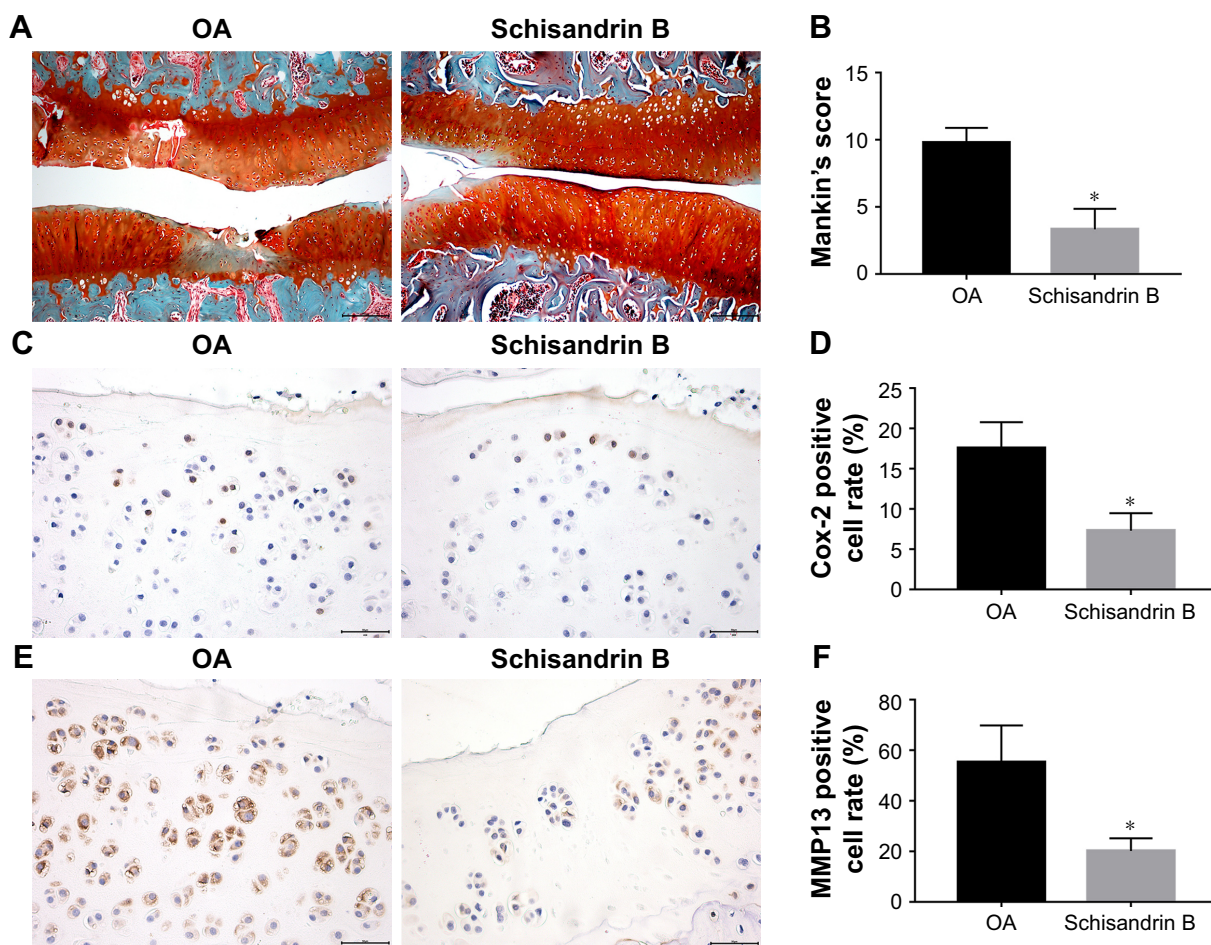 A
OA
Schisandrin B
B
15
10
5
0
Mankin's score
*
OA
Schisandrin B
C
OA
Schisandrin B
D
25
20
15
10
5
0
Cox-2 positive
cell rate (%)
*
OA
Schisandrin B
E
OA
Schisandrin B
F
80
60
40
20
0
MMP13 positive
cell rate (%)
*
OA
Schisandrin B